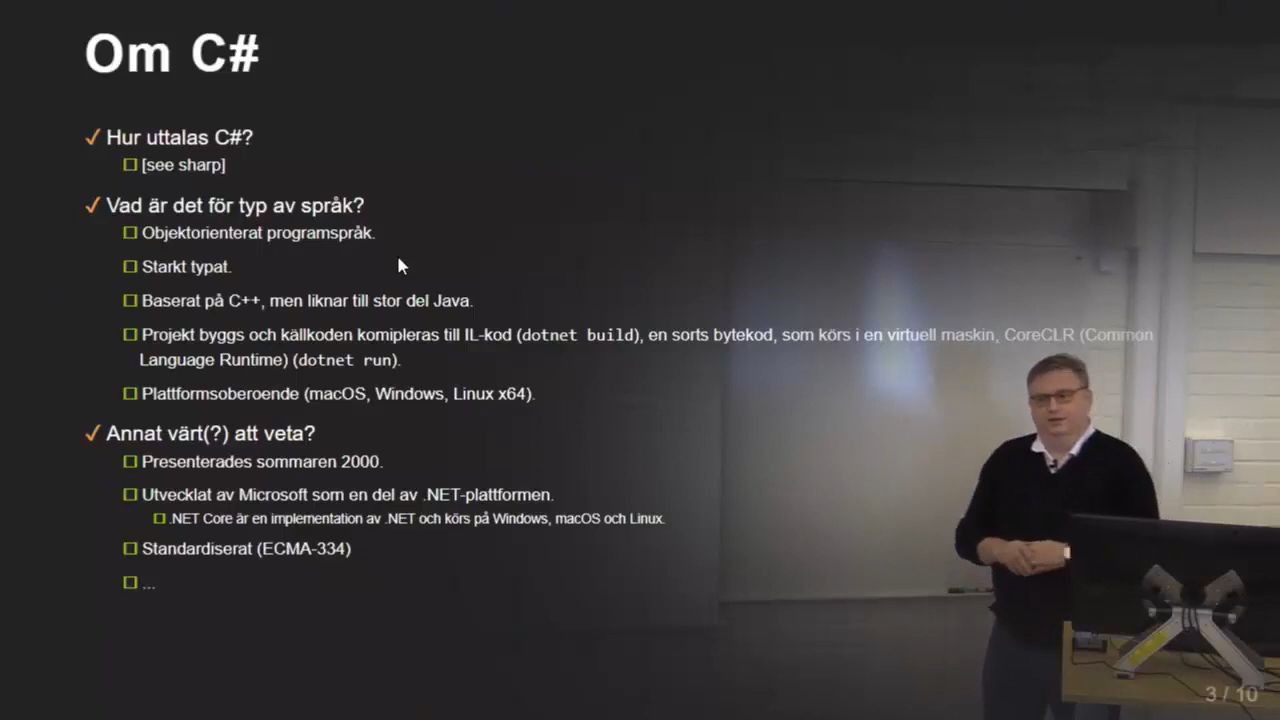 Om C#
Hur uttalas C#?
[see sharp]
Vad är det för typ av språk?
Objektorienterat programspråk.
Starkt typat.
Baserat på C++, men liknar till stor del Java.
Projekt byggs och källkoden komipleras till IL-kod (dotnet build), en sorts bytekod, som körs i en virtuell maskin, CoreCLR (Common
Language Runtime) (dotnet run).
Plattformsoberoende (macOS, Windows, Linux x64).
Annat värt(?) att veta?
Presenterades sommaren 2000.
Utvecklat av Microsoft som en del av .NET-plattformen.
.NET Core är en implementation av .NET och körs på Windows, macOS och Linux.
Standardiserat (ECMA-334)
...
3 / 10